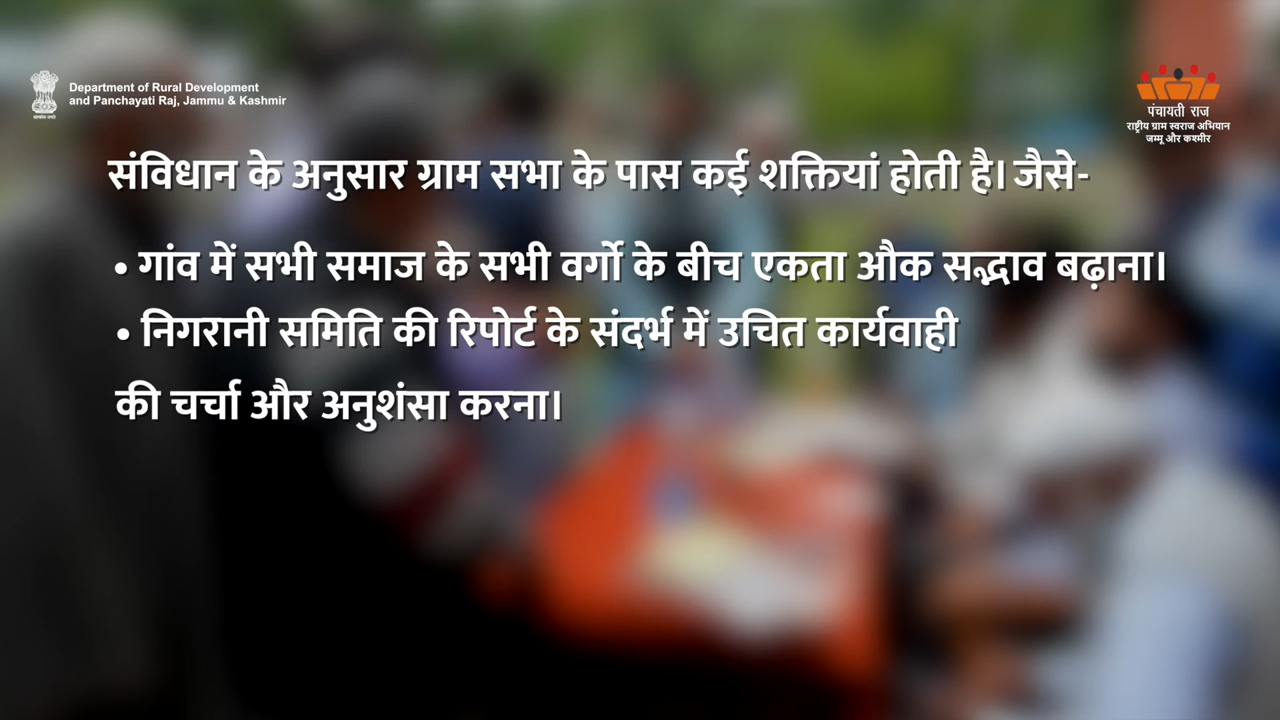 Department of Rural Development
and Panchayati Raj, Jammu & Kashmir
पंचायती राज
राष्ट्रीय ग्राम स्वराज अभियान
जम्मू और कश्मीर
संविधान के अनुसार ग्राम सभा के पास कई शक्तियां होती है। जैसे-
• गांव में सभी समाज के सभी वर्गो के बीच एकता औक सद्भाव बढ़ाना।
• निगरानी समिति की रिपोर्ट के संदर्भ में उचित कार्यवाही
की चर्चा और अनुशंसा करना।